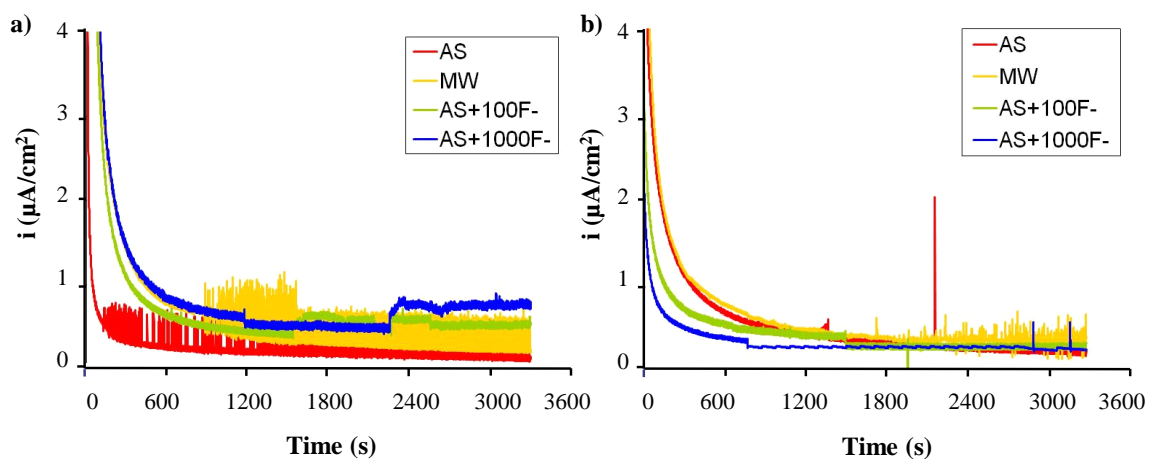 a)
i (µA/cm²)
4
3
2
1
0
0 600 1200 1800 2400 3000 3600
Time (s)
AS
MW
AS+100F-
AS+1000F-
b)
i (µA/cm²)
4
3
2
1
0
0 600 1200 1800 2400 3000 3600
Time (s)
AS
MW
AS+100F-
AS+1000F-